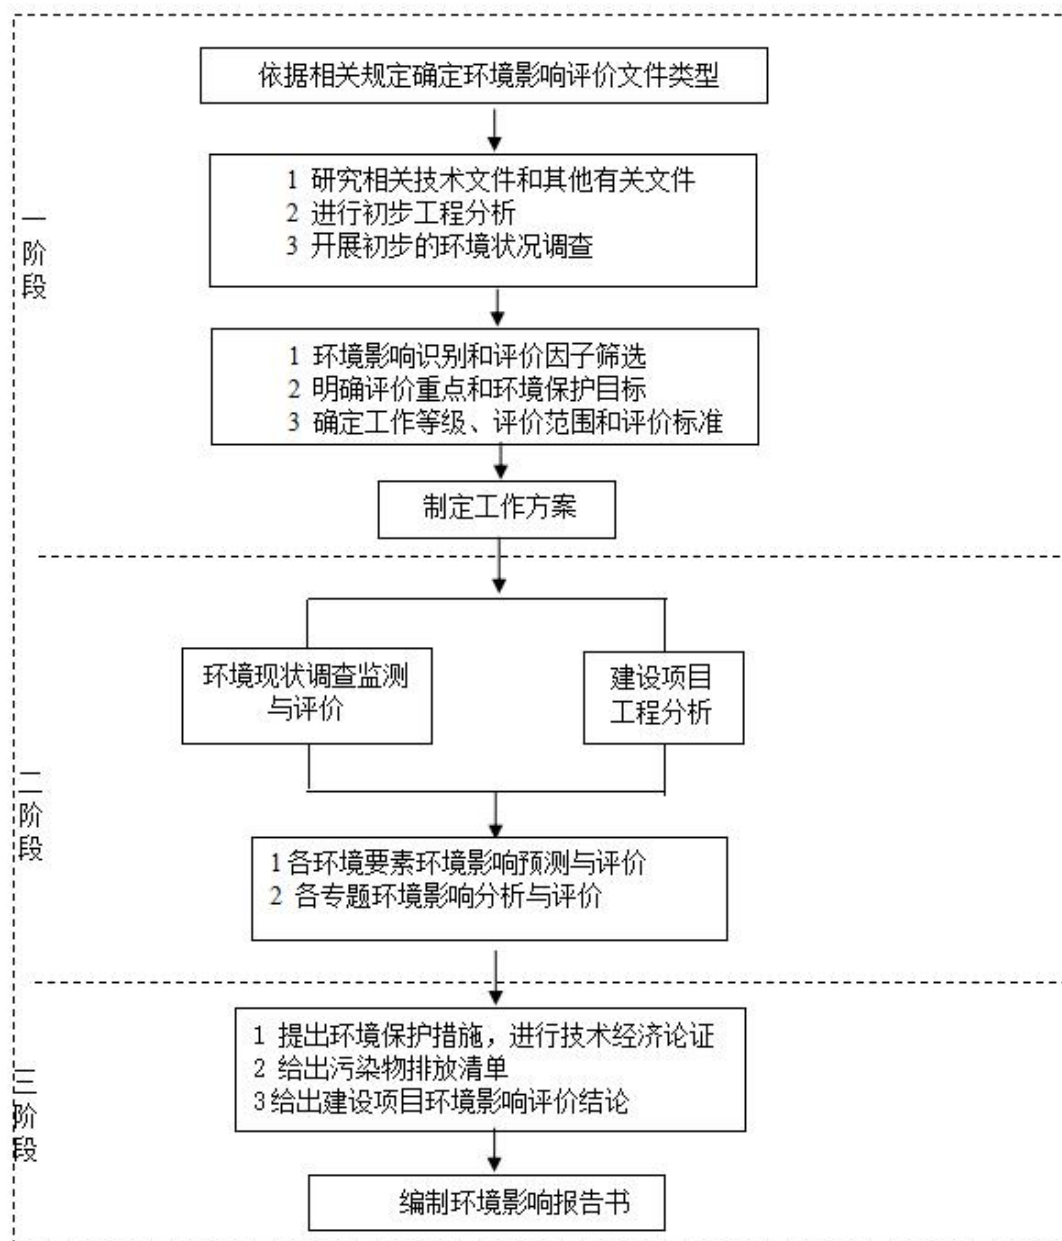 依据相关规定确定环境影响评价文件类型
1 研究相关技术文件和其他有关文件
2 进行初步工程分析
3 开展初步的环境状况调查
一阶段
1 环境影响识别和评价因子筛选
2 明确评价重点和环境保护目标
3 确定工作等级、评价范围和评价标准
制定工作方案
环境现状调查监测
与评价
建设项目
工程分析
二阶段
1各环境要素环境影响预测与评价
2 各专题环境影响分析与评价
1 提出环境保护措施，进行技术经济论证
2 给出污染物排放清单
3给出建设项目环境影响评价结论
三阶段
编制环境影响报告书